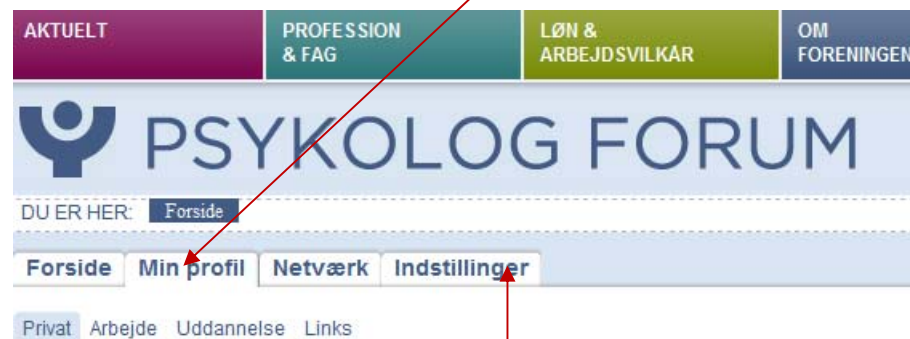 AKTUELT
PROFESSION
& FAG
LØN &
ARBEJDSVILKÅR
OM
FORENINGEN
PSYKOLOG FORUM
DU ER HER: Forside
Forside Min profil Netværk Indstillinger
Privat Arbejde Uddannelse Links